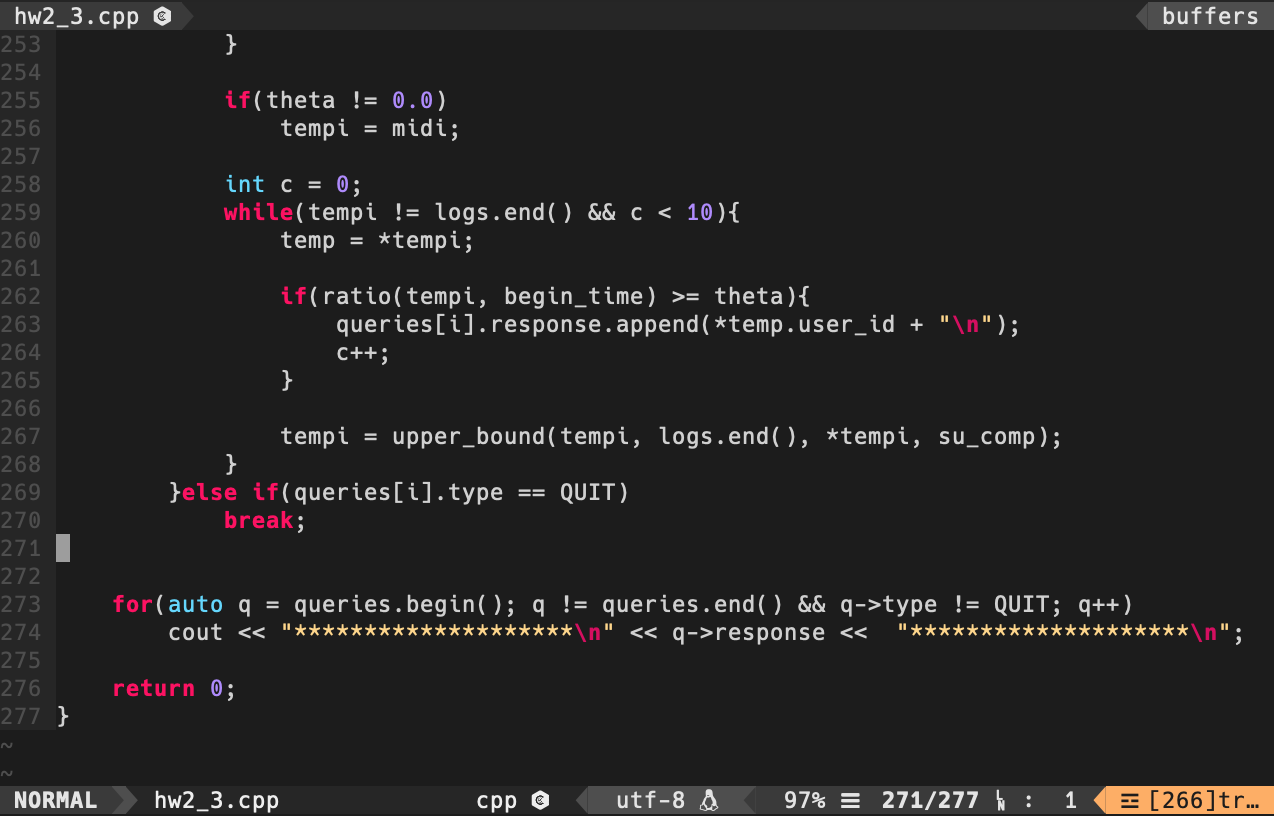 hw2_3.cpp buffers
253 }
254
255 if(theta != 0.0)
256 tempi = midi;
257
258 int c = 0;
259 while(tempi != logs.end() && c < 10){
260 temp = *tempi;
261
262 if(ratio(tempi, begin_time) >= theta){
263 queries[i].response.append(*temp.user_id + "\n");
264 c++;
265 }
266
267 tempi = upper_bound(tempi, logs.end(), *tempi, su_comp);
268 }
269 }else if(queries[i].type == QUIT)
270 break;
271
272
273 for(auto q = queries.begin(); q != queries.end() && q->type != QUIT; q++)
274 cout << "********************\n" << q->response <<  "********************\n";
275
276 return 0;
277 }
~
~
NORMAL hw2_3.cpp cpp utf-8 97% ☰ 271/277 ㏑ : 1 ☲ [266]tr…